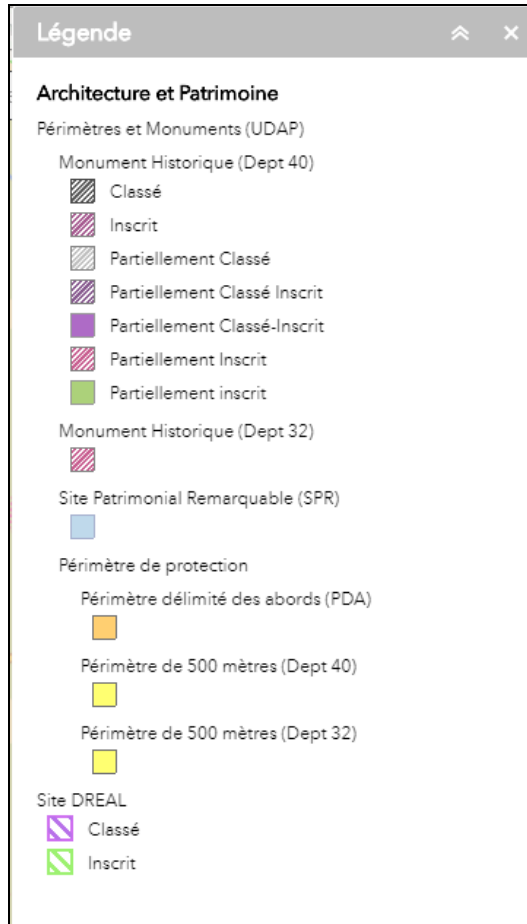 Légende
Architecture et Patrimoine
Périmètres et Monuments (UDAP)
Monument Historique (Dept 40)
Classé
Inscrit
Partiellement Classé
Partiellement Classé Inscrit
Partiellement Classé-Inscrit
Partiellement Inscrit
Partiellement inscrit
Monument Historique (Dept 32)
Site Patrimonial Remarquable (SPR)
Périmètre de protection
Périmètre délimité des abords (PDA)
Périmètre de 500 mètres (Dept 40)
Périmètre de 500 mètres (Dept 32)
Site DREAL
Classé
Inscrit